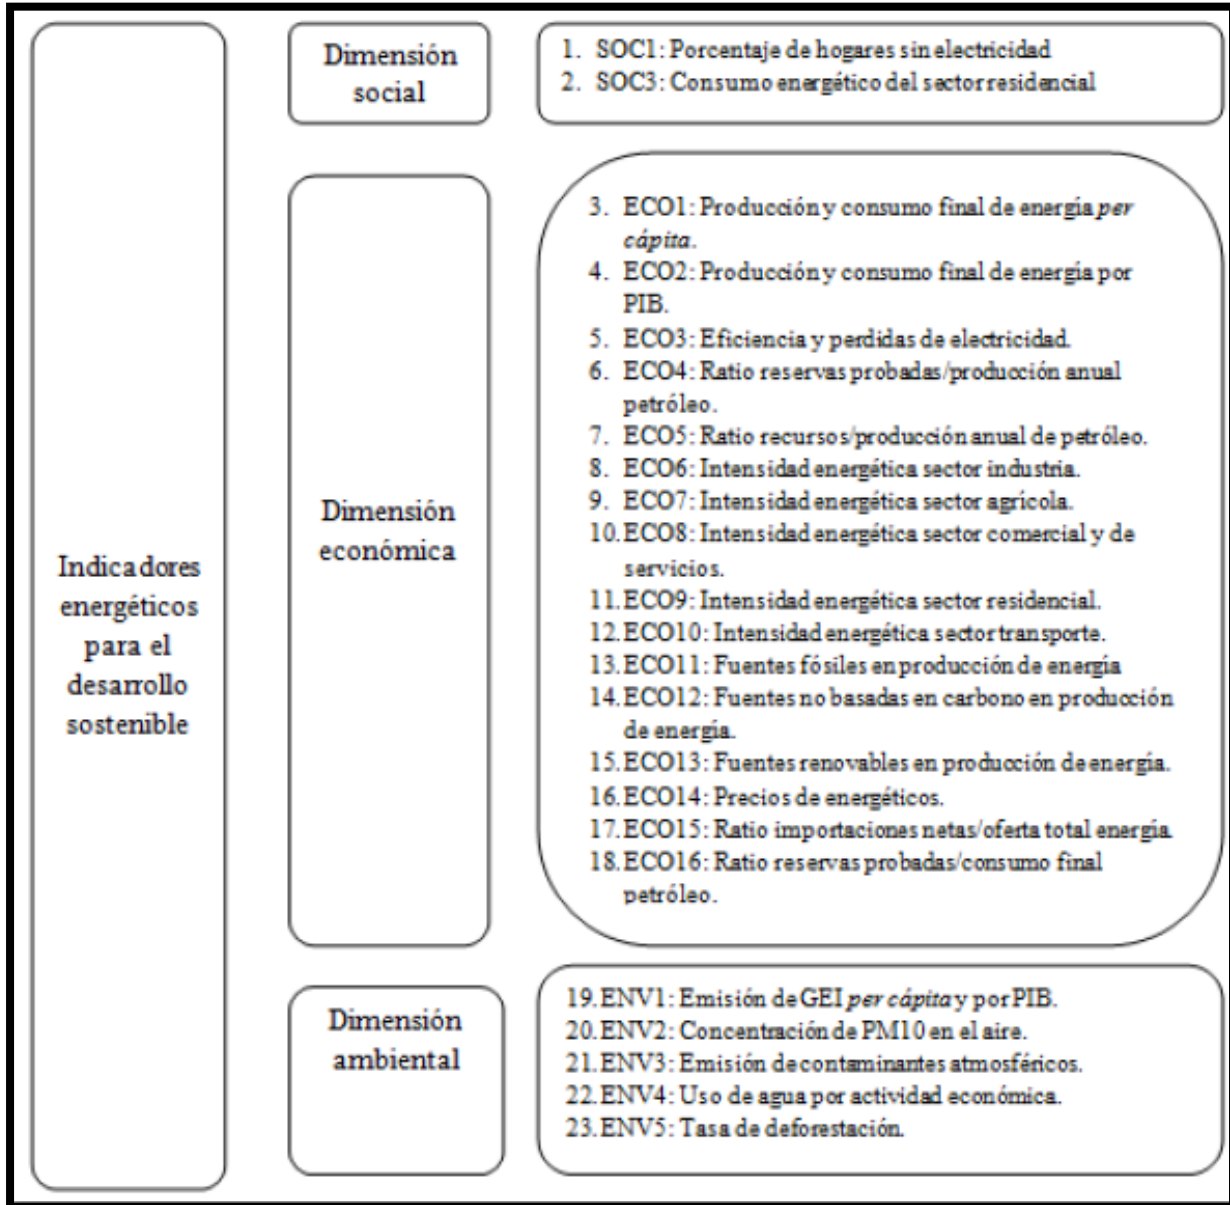 Indicadores
energéticos
para el
desarrollo
sostenible
Dimensión
social
1. SOC1: Porcentaje de hogares sin electricidad
2. SOC3: Consumo energético del sector residencial
Dimensión
económica
3. ECO1: Producción y consumo final de energía per
cápita.
4. ECO2: Producción y consumo final de energía por
PIB.
5. ECO3: Eficiencia y perdidas de electricidad.
6. ECO4: Ratio reservas probadas/producción anual
petróleo.
7. ECO5: Ratio recursos/producción anual de petróleo.
8. ECO6: Intensidad energética sector industria.
9. ECO7: Intensidad energética sector agrícola.
10. ECO8: Intensidad energética sector comercial y de
servicios.
11. ECO9: Intensidad energética sector residencial.
12. ECO10: Intensidad energética sector transporte.
13. ECO11: Fuentes fósiles en producción de energía
14. ECO12: Fuentes no basadas en carbono en producción
de energía.
15. ECO13: Fuentes renovables en producción de energía.
16. ECO14: Precios de energéticos.
17. ECO15: Ratio importaciones netas/oferta total energía
18. ECO16: Ratio reservas probadas/consumo final
petróleo.
Dimensión
ambiental
19. ENV1: Emisión de GEI per cápita y por PIB.
20. ENV2: Concentración de PM10 en el aire.
21. ENV3: Emisión de contaminantes atmosféricos.
22. ENV4: Uso de agua por actividad económica.
23. ENV5: Tasa de deforestación.